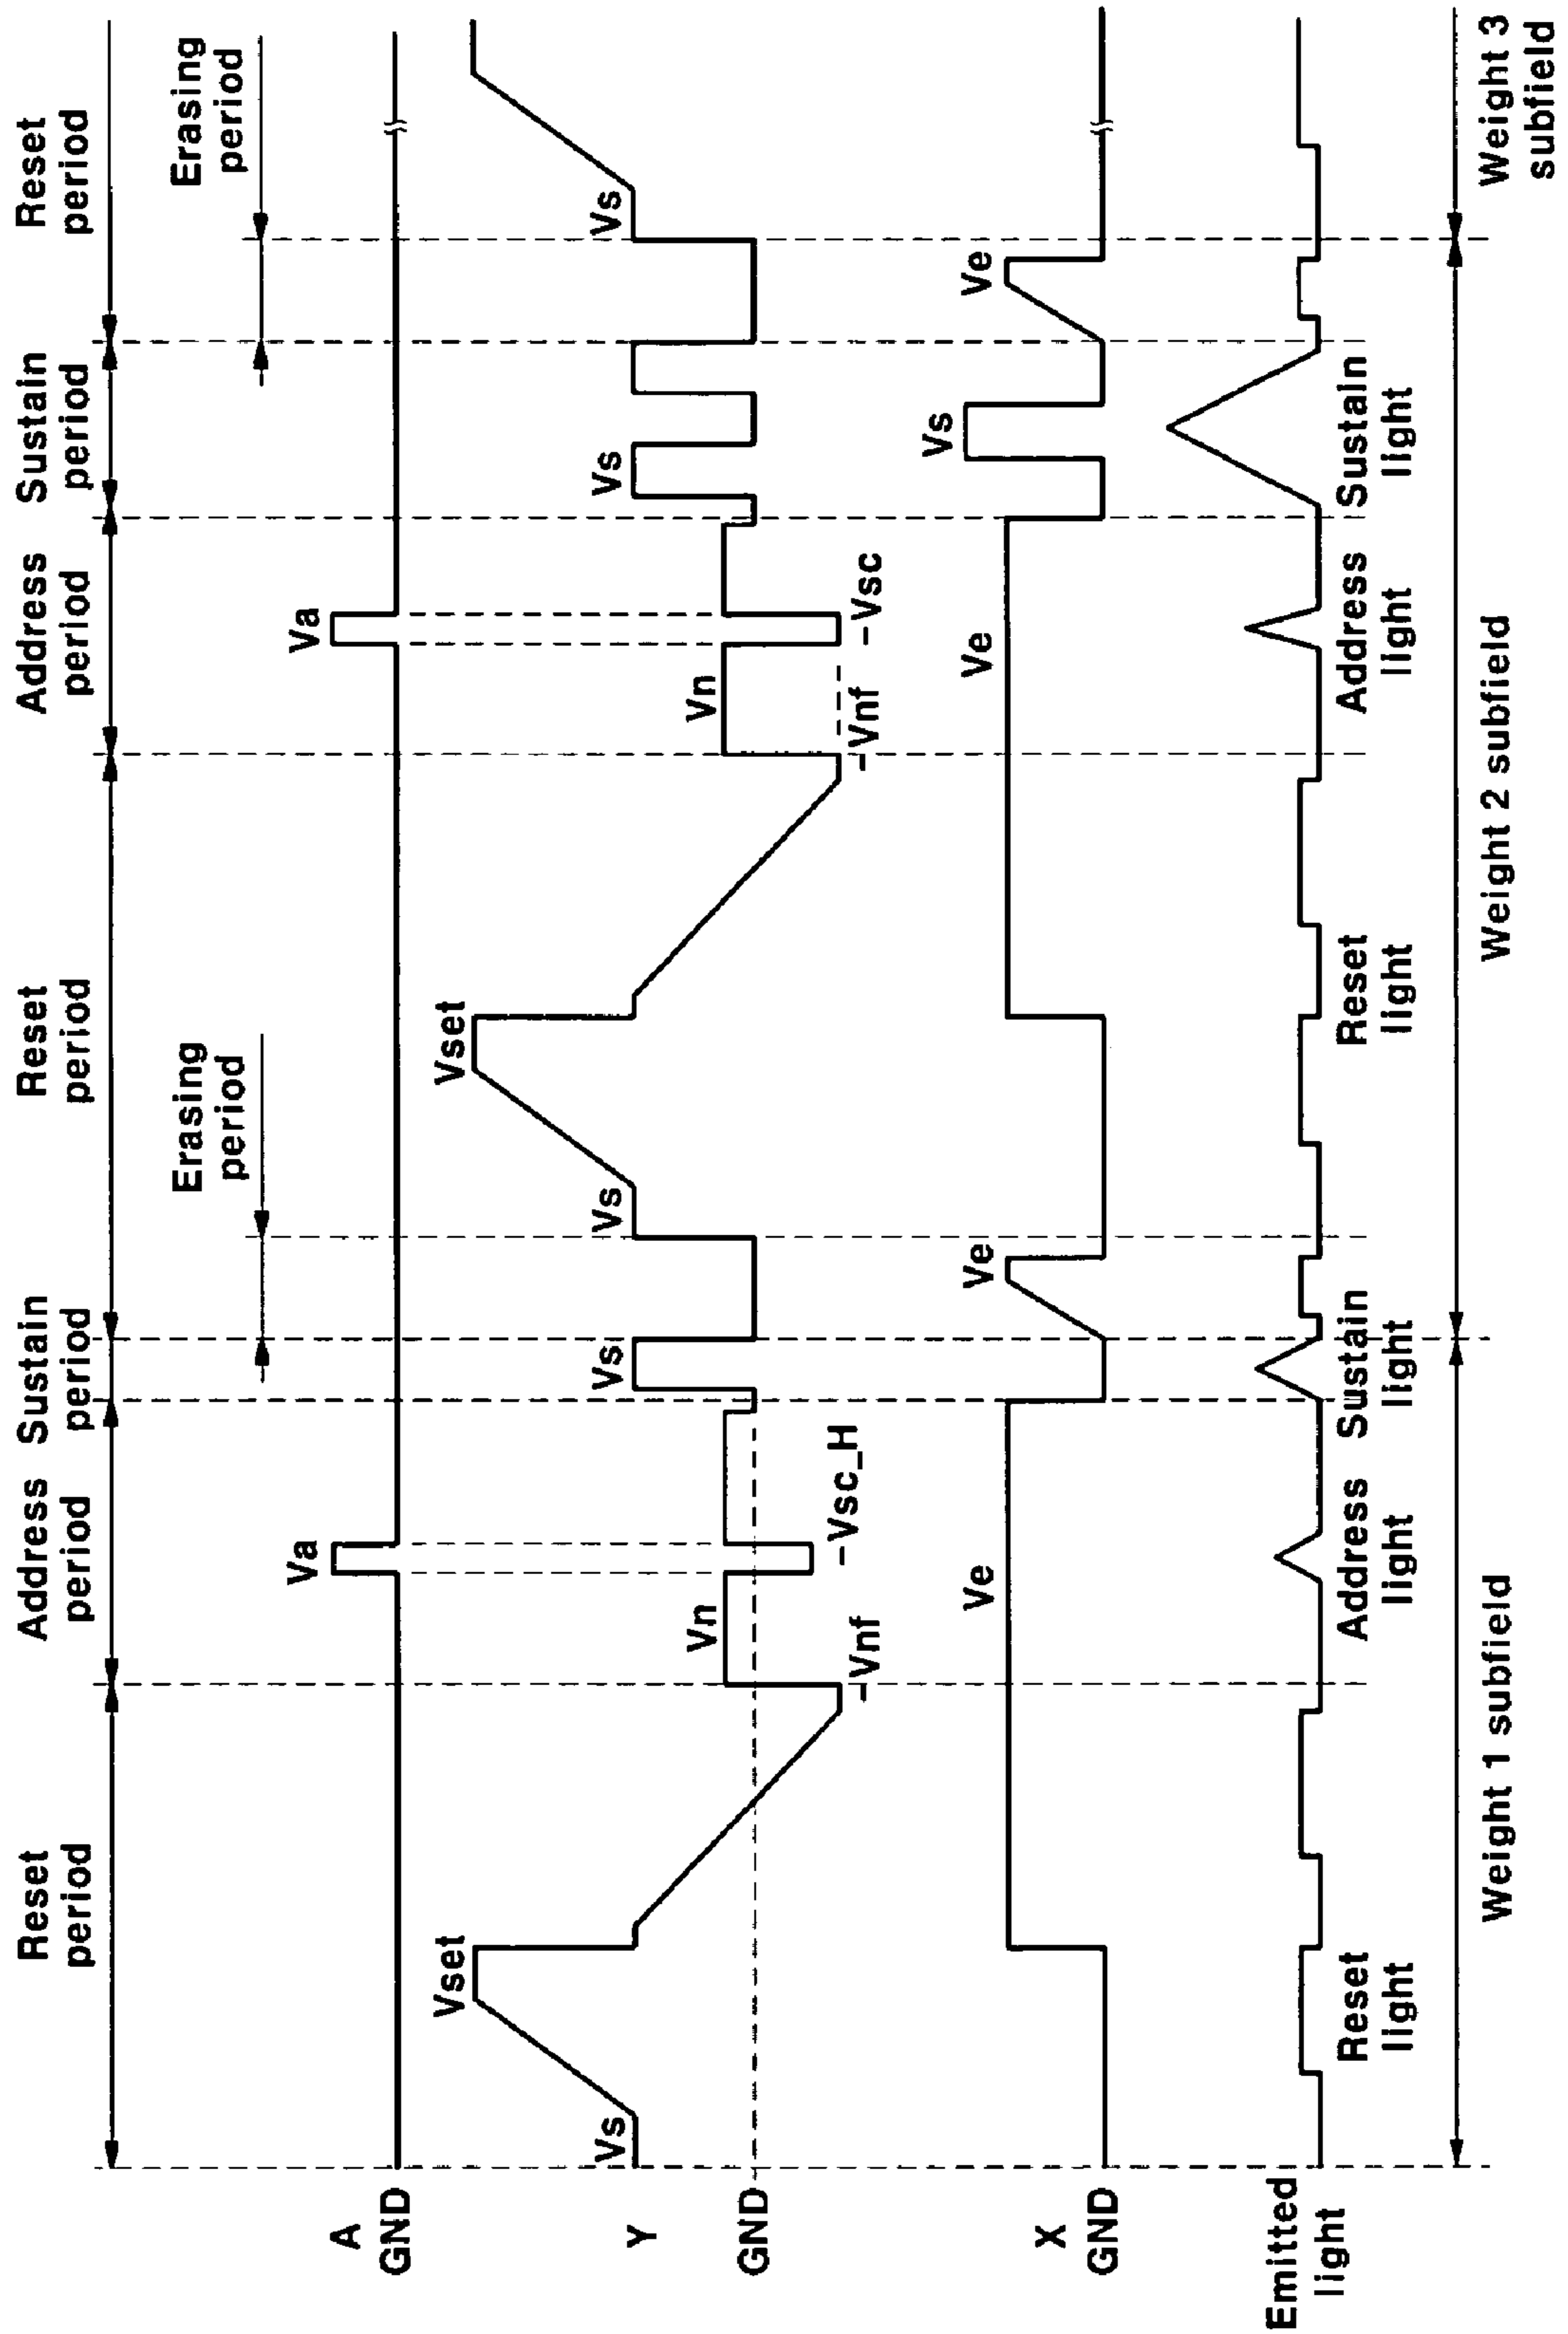 Reset
period
Address
period
Sustain
period
Reset
period
Address
period
Sustain
period
Reset
period
Erasing
period
Erasing
period
A
GND
Va
Va
Y
GND
Vs
Vset
Vn
-Vnf
-Vsc_H
Vs
Vs
Vset
Vn
-Vnf
-Vsc
Vs
Vs
X
GND
Ve
Ve
Ve
Vs
Ve
Emitted
light
Reset
light
Address
light
Sustain
light
Reset
light
Address
light
Sustain
light
Weight 1 subfield
Weight 2 subfield
Weight 3
subfield